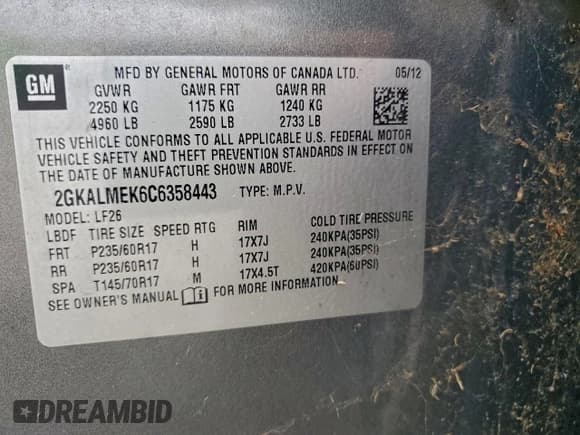 GM
MFD BY GENERAL MOTORS OF CANADA LTD. 05/12
GVWR GAWR FRT GAWR RR
2250 KG 1175 KG 1240 KG
4960 LB 2590 LB 2733 LB
THIS VEHICLE CONFORMS TO ALL APPLICABLE U.S. FEDERAL MOTOR
VEHICLE SAFETY AND THEFT PREVENTION STANDARDS IN EFFECT ON
THE DATE OF MANUFACTURE SHOWN ABOVE.
2GKALMEK6C6358443 TYPE: M.P.V.
MODEL: LF26
LBDF TIRE SIZE SPEED RTG RIM COLD TIRE PRESSURE
FRT P235/60R17 H 17X7J 240KPA(35PSI)
RR P235/60R17 H 17X7J 240KPA(35PSI)
SPA T145/70R17 M 17X4.5T 420KPA(60PSI)
SEE OWNER'S MANUAL FOR MORE INFORMATION.
DREAMBID